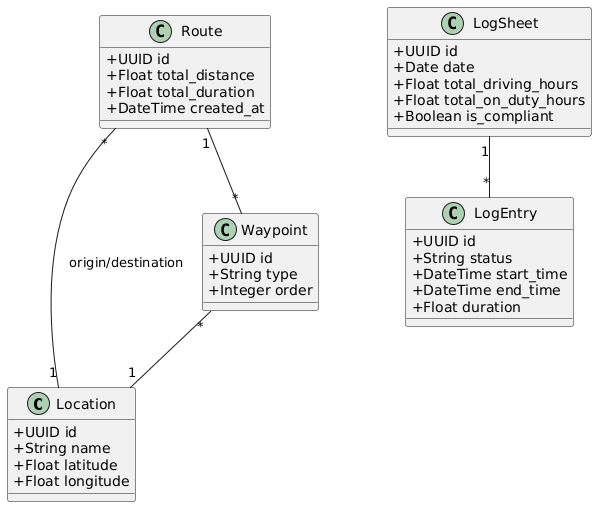 C Route
+UUID id
+Float total_distance
+Float total_duration
+DateTime created_at
C LogSheet
+UUID id
+Date date
+Float total_driving_hours
+Float total_on_duty_hours
+Boolean is_compliant
*
1
*
origin/destination
1
1
*
C Waypoint
+UUID id
+String type
+Integer order
C LogEntry
+UUID id
+String status
+DateTime start_time
+DateTime end_time
+Float duration
*
1
C Location
+UUID id
+String name
+Float latitude
+Float longitude